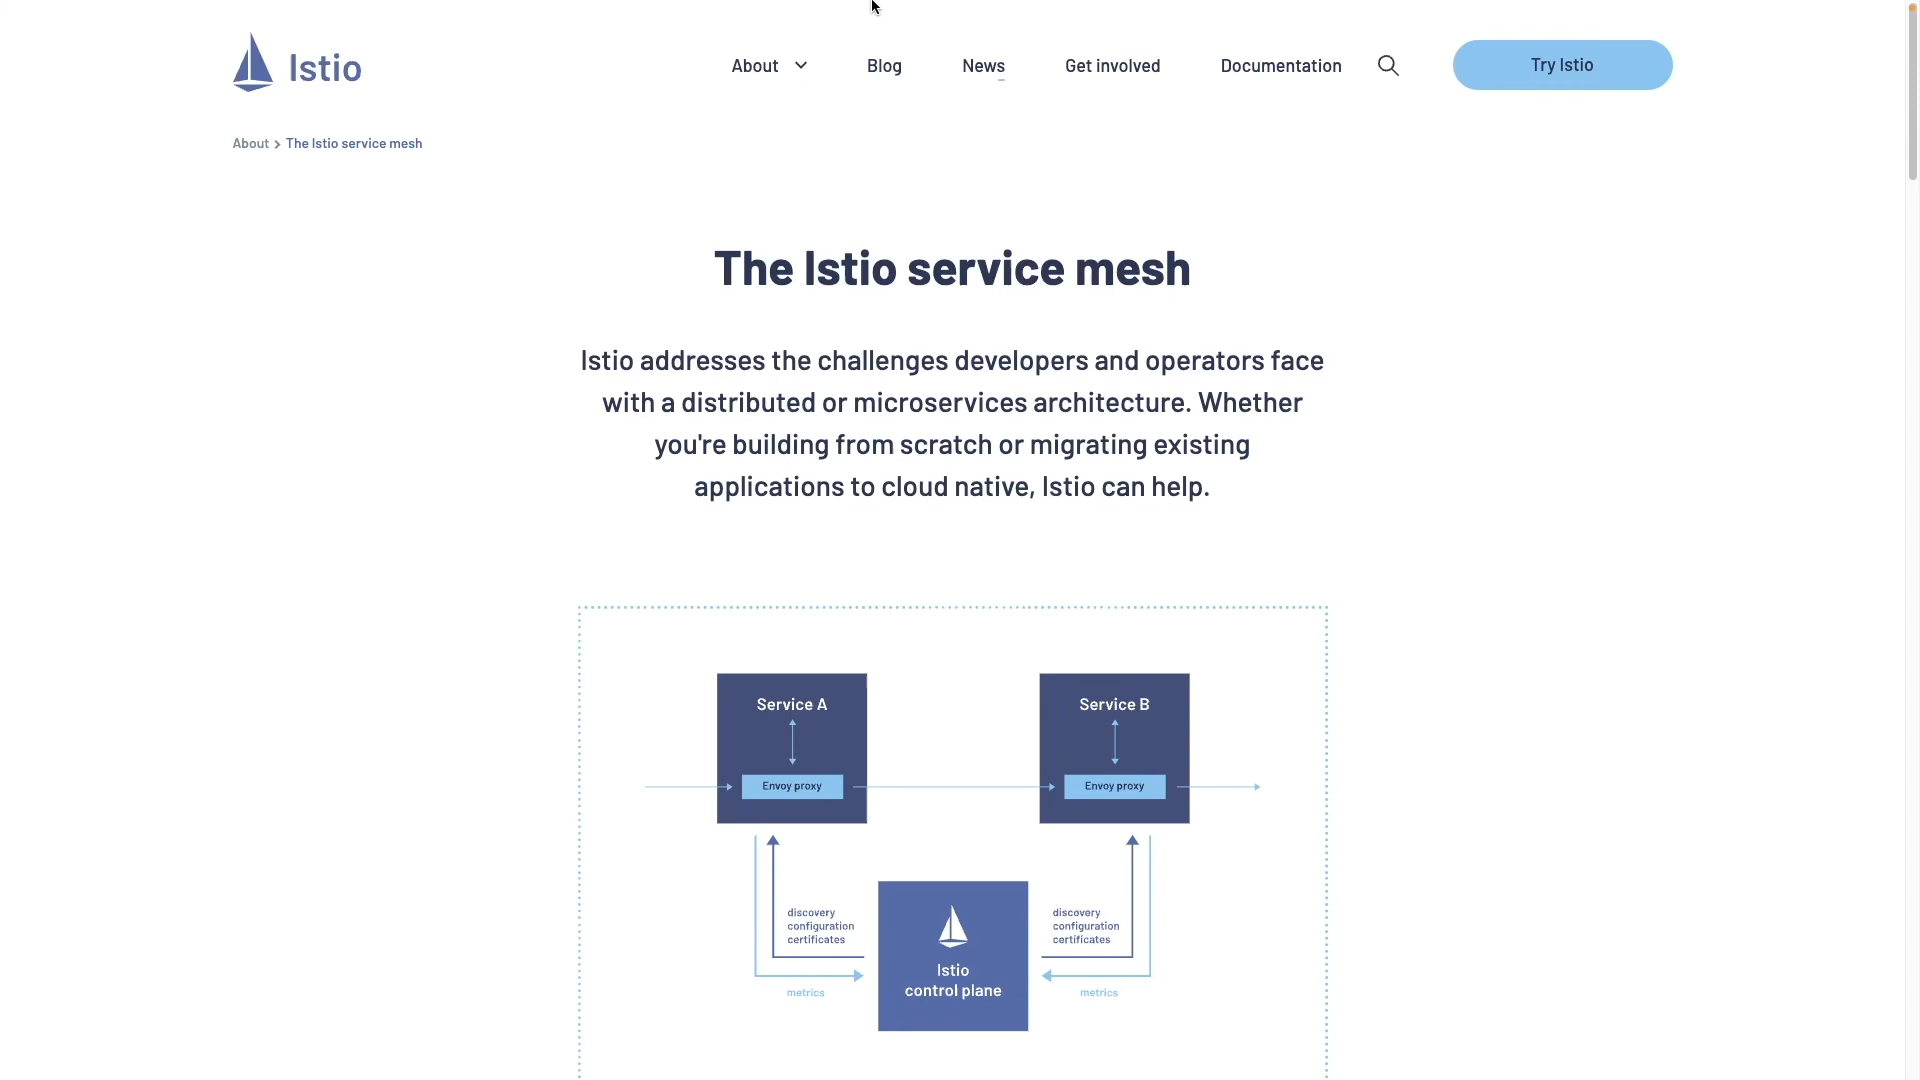 Istio
About
Blog
News
Get involved
Documentation
Try Istio
About > The Istio service mesh
The Istio service mesh
Istio addresses the challenges developers and operators face
with a distributed or microservices architecture. Whether
you're building from scratch or migrating existing
applications to cloud native, Istio can help.
Service A
Service B
Envoy proxy
Envoy proxy
discovery
configuration
certificates
discovery
configuration
certificates
Istio
control plane
metrics
metrics